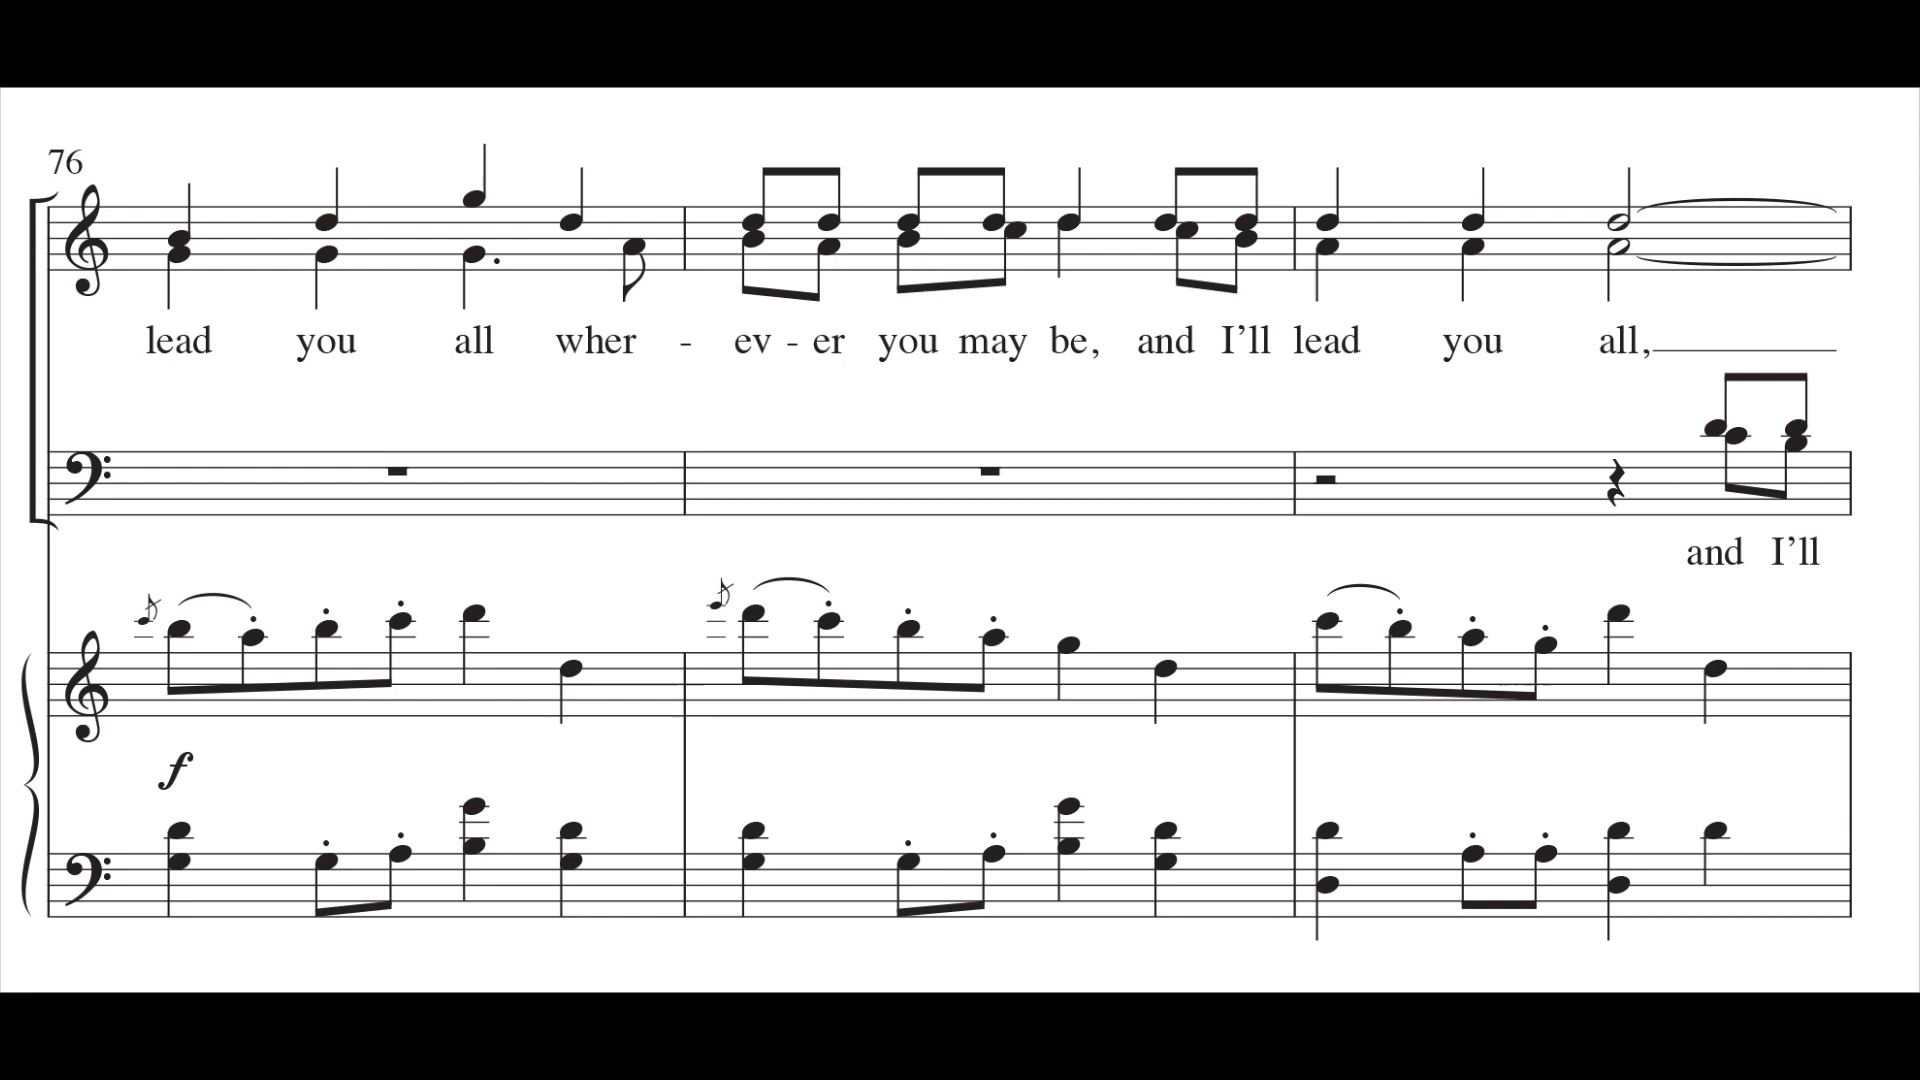 76
lead you all wher - ev - er you may be, and I’ll lead you all,
and I’ll
f